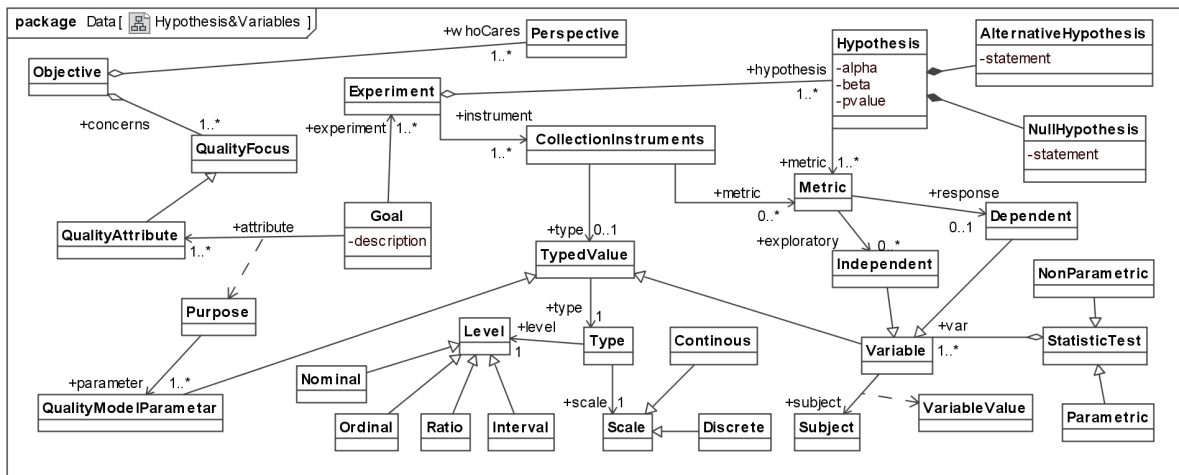 package Data[ Hypothesis&Variables ]
+whoCares
1..*
Perspective
Objective
+concerns
1..*
QualityFocus
Experiment
+experiment
1..*
+instrument
1..*
+hypothesis
1..*
Hypothesis
-alpha
-beta
-pvalue
AlternativeHypothesis
-statement
NullHypothesis
-statement
CollectionInstruments
+metric
0..*
+metric
1..*
Metric
+response
0..1
Dependent
QualityAttribute
+attribute
1..*
Goal
-description
+type
0..1
TypedValue
+exploratory
0..*
Independent
NonParametric
Purpose
+type
1
Level
+level
1
Type
Continous
+var
1..*
Variable
StatisticTest
+parameter
1..*
QualityModelParametar
Nominal
Ordinal
Ratio
Interval
+scale
1
Scale
Discrete
+subject
Subject
VariableValue
Parametric